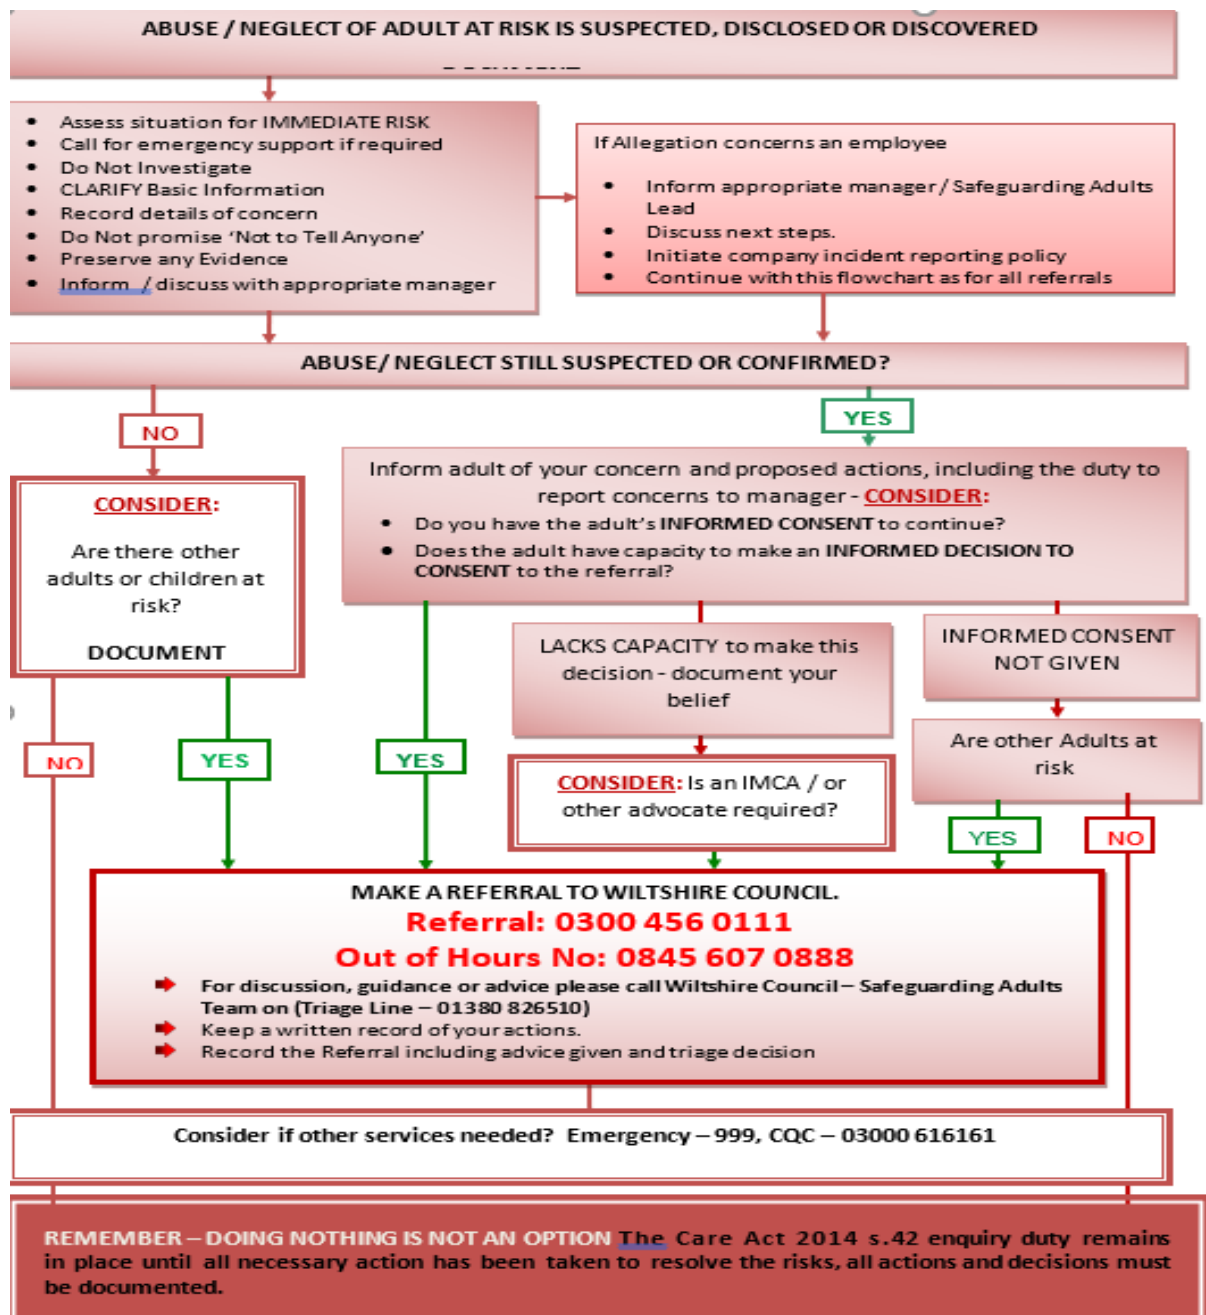 ABUSE / NEGLECT OF ADULT AT RISK IS SUSPECTED, DISCLOSED OR DISCOVERED
• Assess situation for IMMEDIATE RISK
• Call for emergency support if required
• Do Not Investigate
• CLARIFY Basic Information
• Record details of concern
• Do Not promise ‘Not to Tell Anyone’
• Preserve any Evidence
• Inform / discuss with appropriate manager
If Allegation concerns an employee
• Inform appropriate manager / Safeguarding Adults
Lead
• Discuss next steps.
• Initiate company incident reporting policy
• Continue with this flowchart as for all referrals
ABUSE/ NEGLECT STILL SUSPECTED OR CONFIRMED?
NO
YES
CONSIDER:
Are there other
adults or children at
risk?
DOCUMENT
Inform adult of your concern and proposed actions, including the duty to
report concerns to manager - CONSIDER:
• Do you have the adult’s INFORMED CONSENT to continue?
• Does the adult have capacity to make an INFORMED DECISION TO
CONSENT to the referral?
LACKS CAPACITY to make this
decision - document your
belief
INFORMED CONSENT
NOT GIVEN
NO
YES
YES
CONSIDER: Is an IMCA / or
other advocate required?
Are other Adults at
risk
YES
NO
MAKE A REFERRAL TO WILTSHIRE COUNCIL.
Referral: 0300 456 0111
Out of Hours No: 0845 607 0888
For discussion, guidance or advice please call Wiltshire Council – Safeguarding Adults
Team on (Triage Line – 01380 826510)
Keep a written record of your actions.
Record the Referral including advice given and triage decision
Consider if other services needed? Emergency – 999, CQC – 03000 616161
REMEMBER – DOING NOTHING IS NOT AN OPTION The Care Act 2014 s.42 enquiry duty remains
in place until all necessary action has been taken to resolve the risks, all actions and decisions must
be documented.